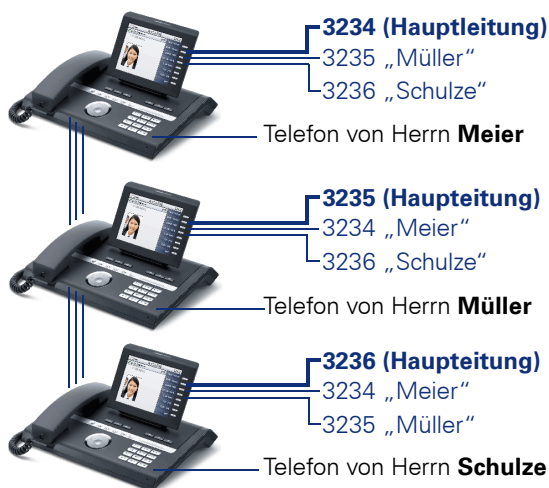 3234 (Hauptleitung)
3235 „Müller“
3236 „Schulze“
Telefon von Herrn Meier
3235 (Haupteitung)
3234 „Meier“
3236 „Schulze“
Telefon von Herrn Müller
3236 (Haupteitung)
3234 „Meier“
3235 „Müller“
Telefon von Herrn Schulze